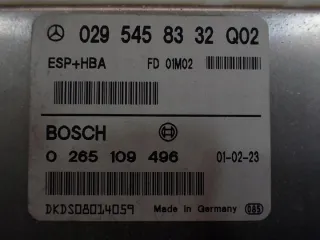 029 545 83 32 Q02
ESP+HBA FD 01M02
BOSCH
0 265 109 496 01-02-23
DKDS08014059 Made in Germany 085